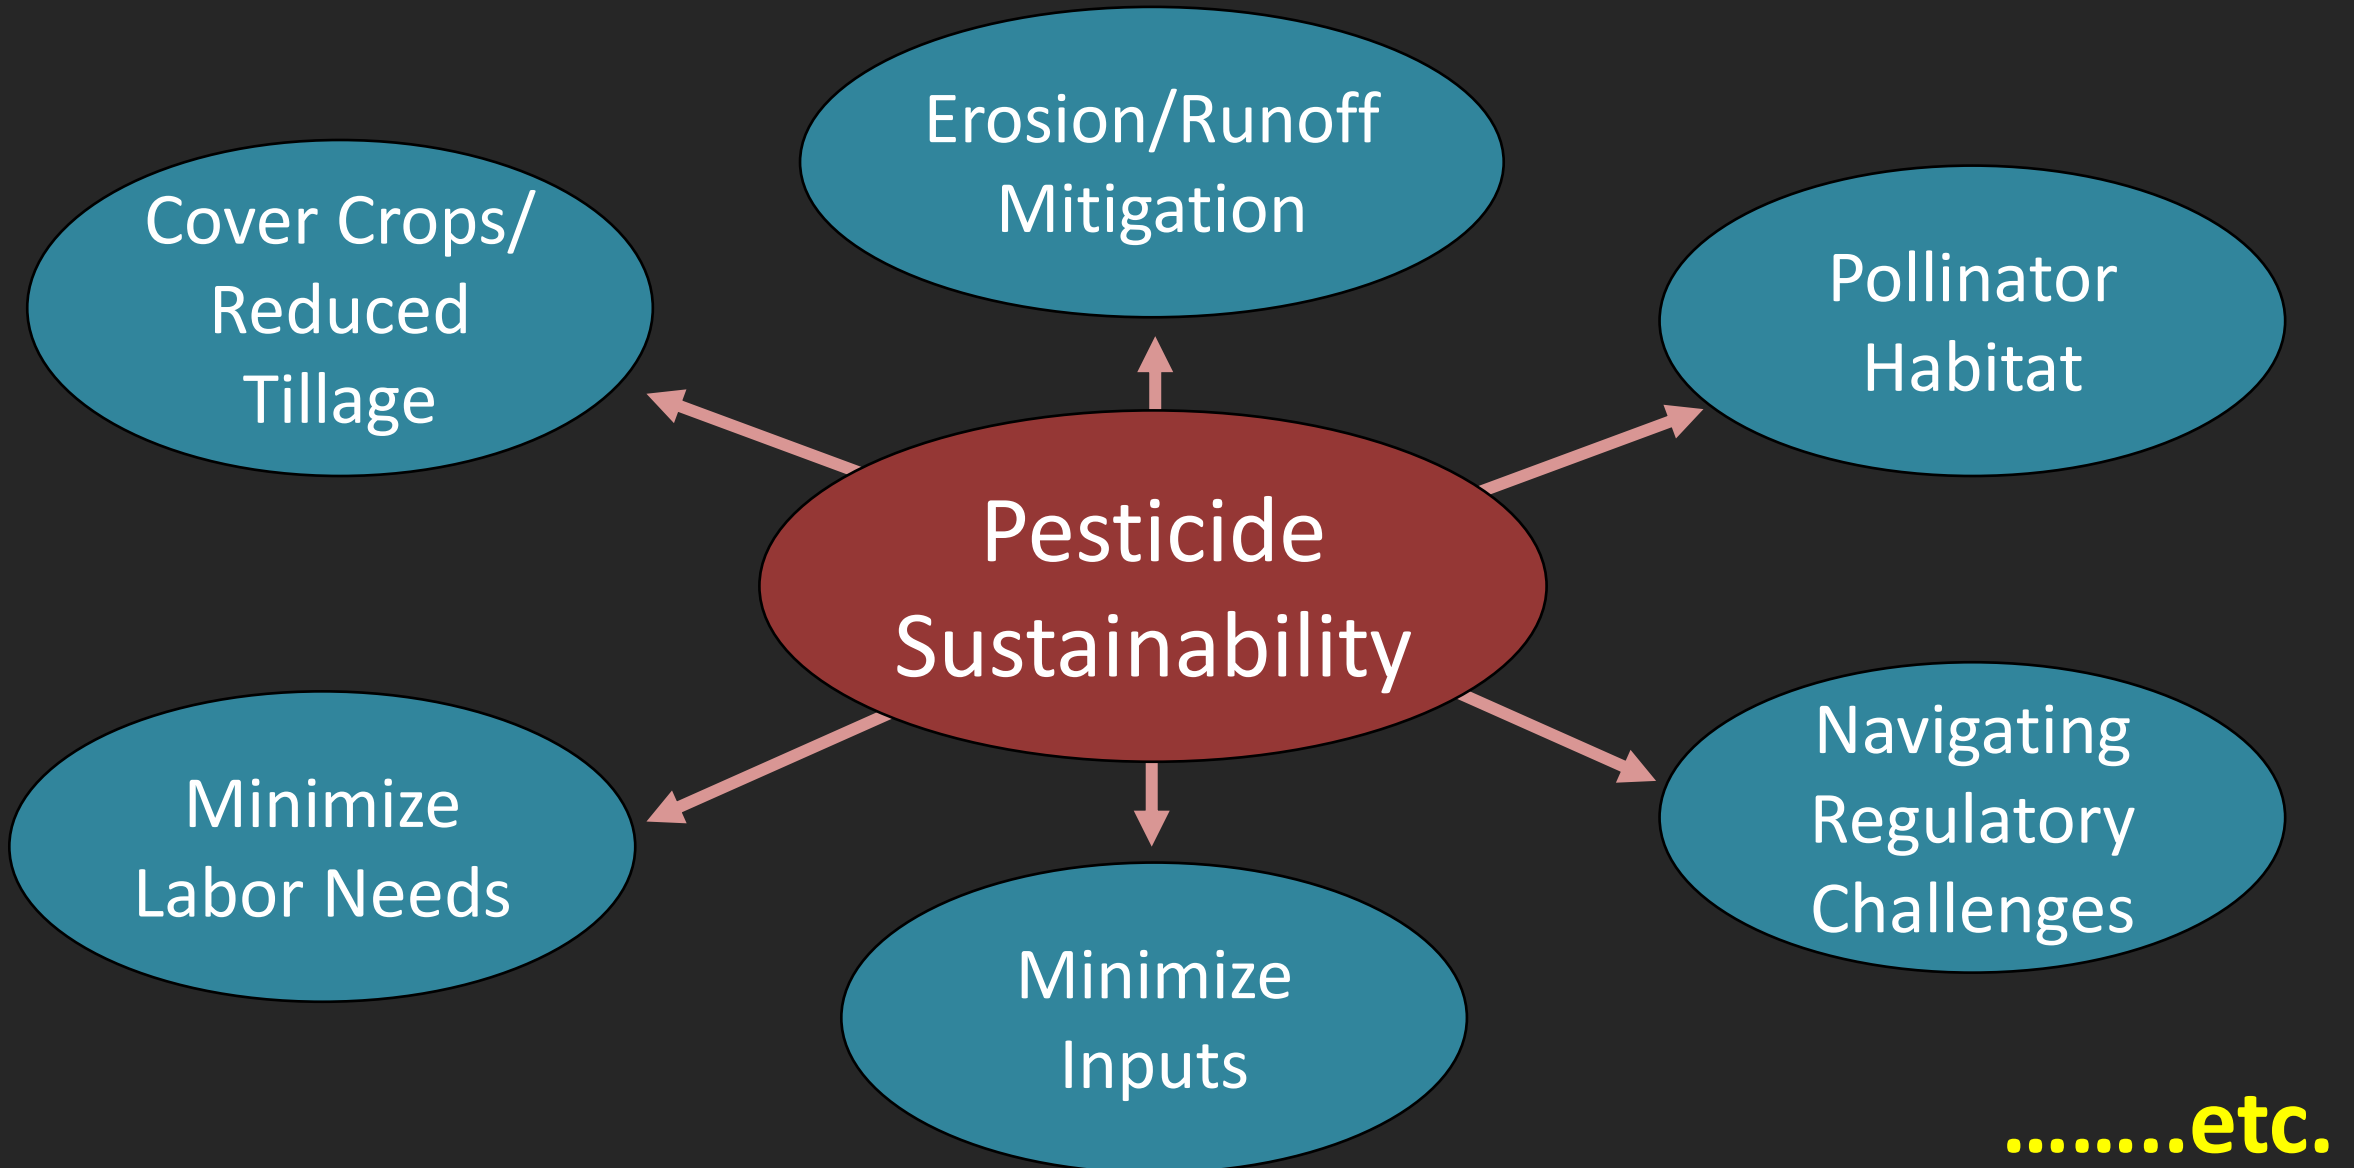 Erosion/Runoff
Mitigation
Cover Crops/
Reduced
Tillage
Pollinator
Habitat
Pesticide
Sustainability
Minimize
Labor Needs
Navigating
Regulatory
Challenges
Minimize
Inputs
........etc.